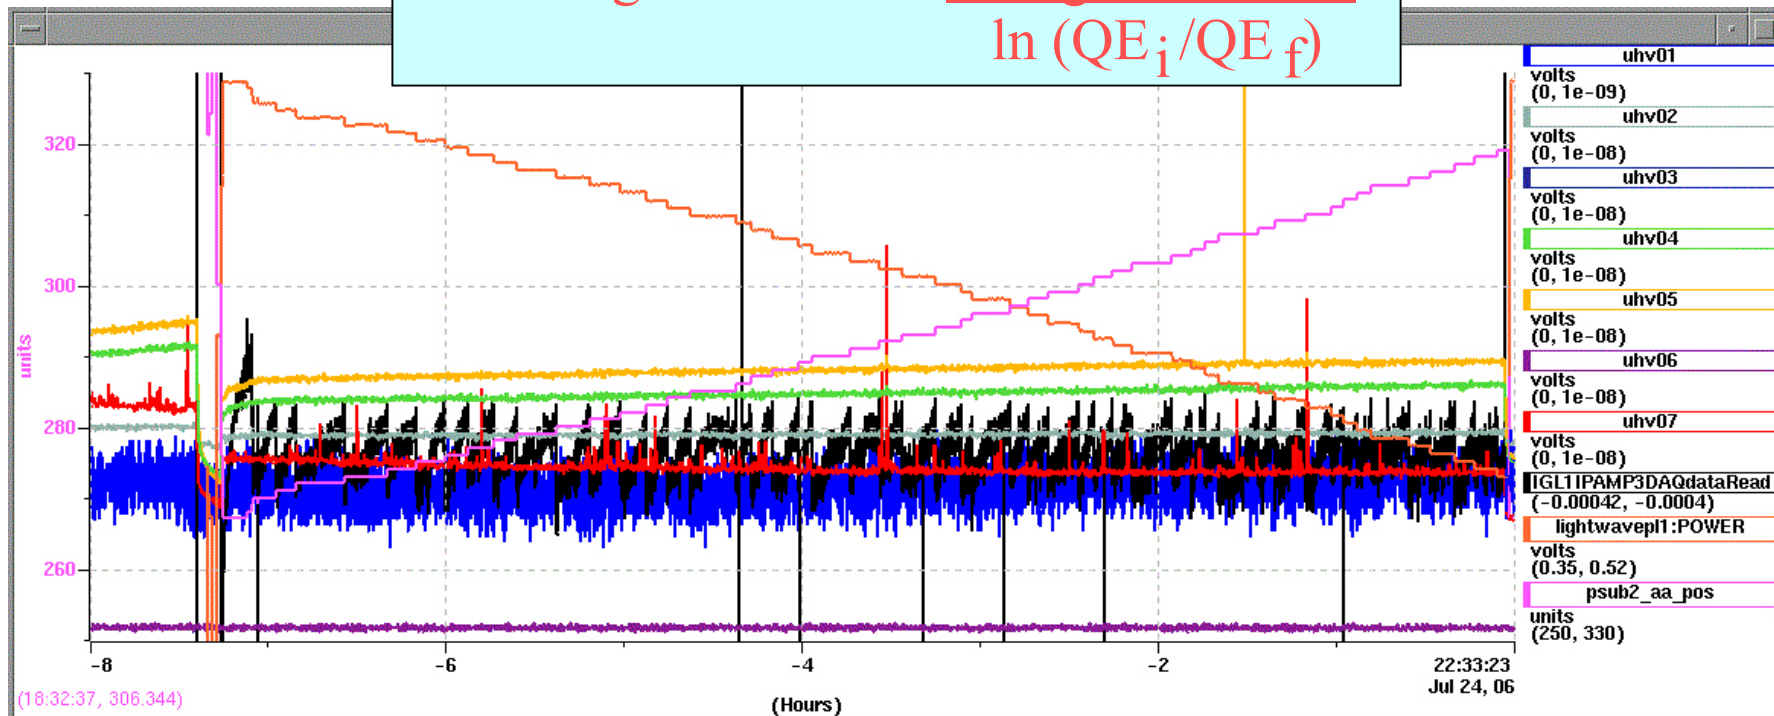 ln (QE i /QE f)
uhv01
volts
(0, 1e-09)
uhv02
volts
(0, 1e-08)
uhv03
volts
(0, 1e-08)
uhv04
volts
(0, 1e-08)
uhv05
volts
(0, 1e-08)
uhv06
volts
(0, 1e-08)
uhv07
volts
(0, 1e-08)
IGL1IPAMP3DAQdataRead
(-0.00042, -0.0004)
lightwavepl1:POWER
volts
(0.35, 0.52)
psub2_aa_pos
units
(250, 330)
320
300
280
260
units
-8
-6
-4
-2
22:33:23
Jul 24, 06
(18:32:37, 306.344)
(Hours)